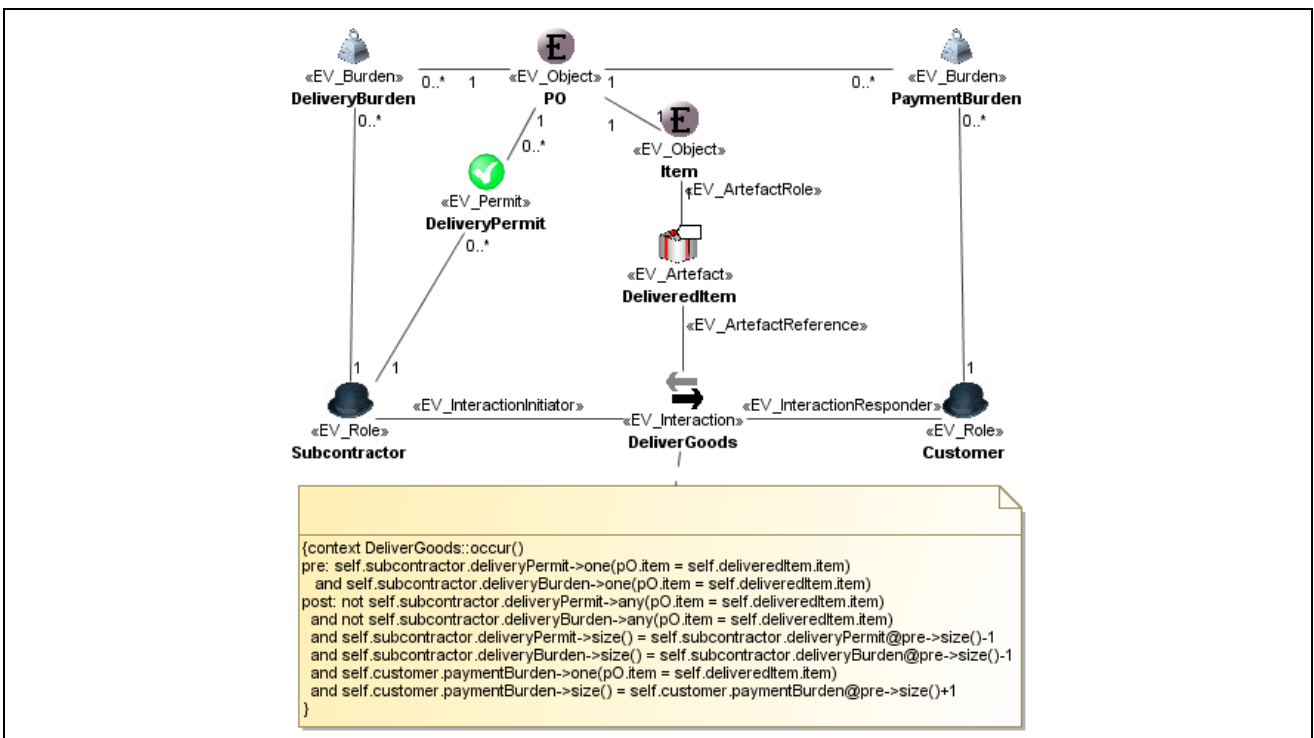 «EV_Burden»
DeliveryBurden
0..*
1
E
«EV_Object»
PO
1
0..*
«EV_Burden»
PaymentBurden
0..*
1
0..*
1
1
E
«EV_Object»
Item
0..*
«EV_Permit»
DeliveryPermit
0..*
«EV_ArtefactRole»
«EV_Artefact»
DeliveredItem
«EV_ArtefactReference»
1
1
1
«EV_Role»
Subcontractor
«EV_InteractionInitiator»
«EV_Interaction»
DeliverGoods
«EV_InteractionResponder»
«EV_Role»
Customer
{context DeliverGoods::occur()
pre: self.subcontractor.deliveryPermit->one(pO.item = self.deliveredItem.item)
and self.subcontractor.deliveryBurden->one(pO.item = self.deliveredItem.item)
post: not self.subcontractor.deliveryPermit->any(pO.item = self.deliveredItem.item)
and not self.subcontractor.deliveryBurden->any(pO.item = self.deliveredItem.item)
and self.subcontractor.deliveryPermit->size() = self.subcontractor.deliveryPermit@pre->size()-1
and self.subcontractor.deliveryBurden->size() = self.subcontractor.deliveryBurden@pre->size()-1
and self.customer.paymentBurden->one(pO.item = self.deliveredItem.item)
and self.customer.paymentBurden->size() = self.customer.paymentBurden@pre->size()+1
}